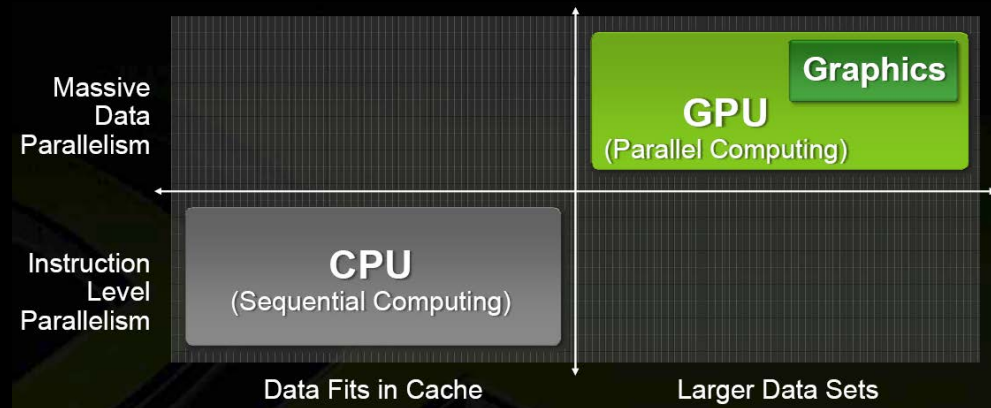 Massive
Data
Parallelism
Graphics
GPU
(Parallel Computing)
Instruction
Level
Parallelism
CPU
(Sequential Computing)
Data Fits in Cache
Larger Data Sets